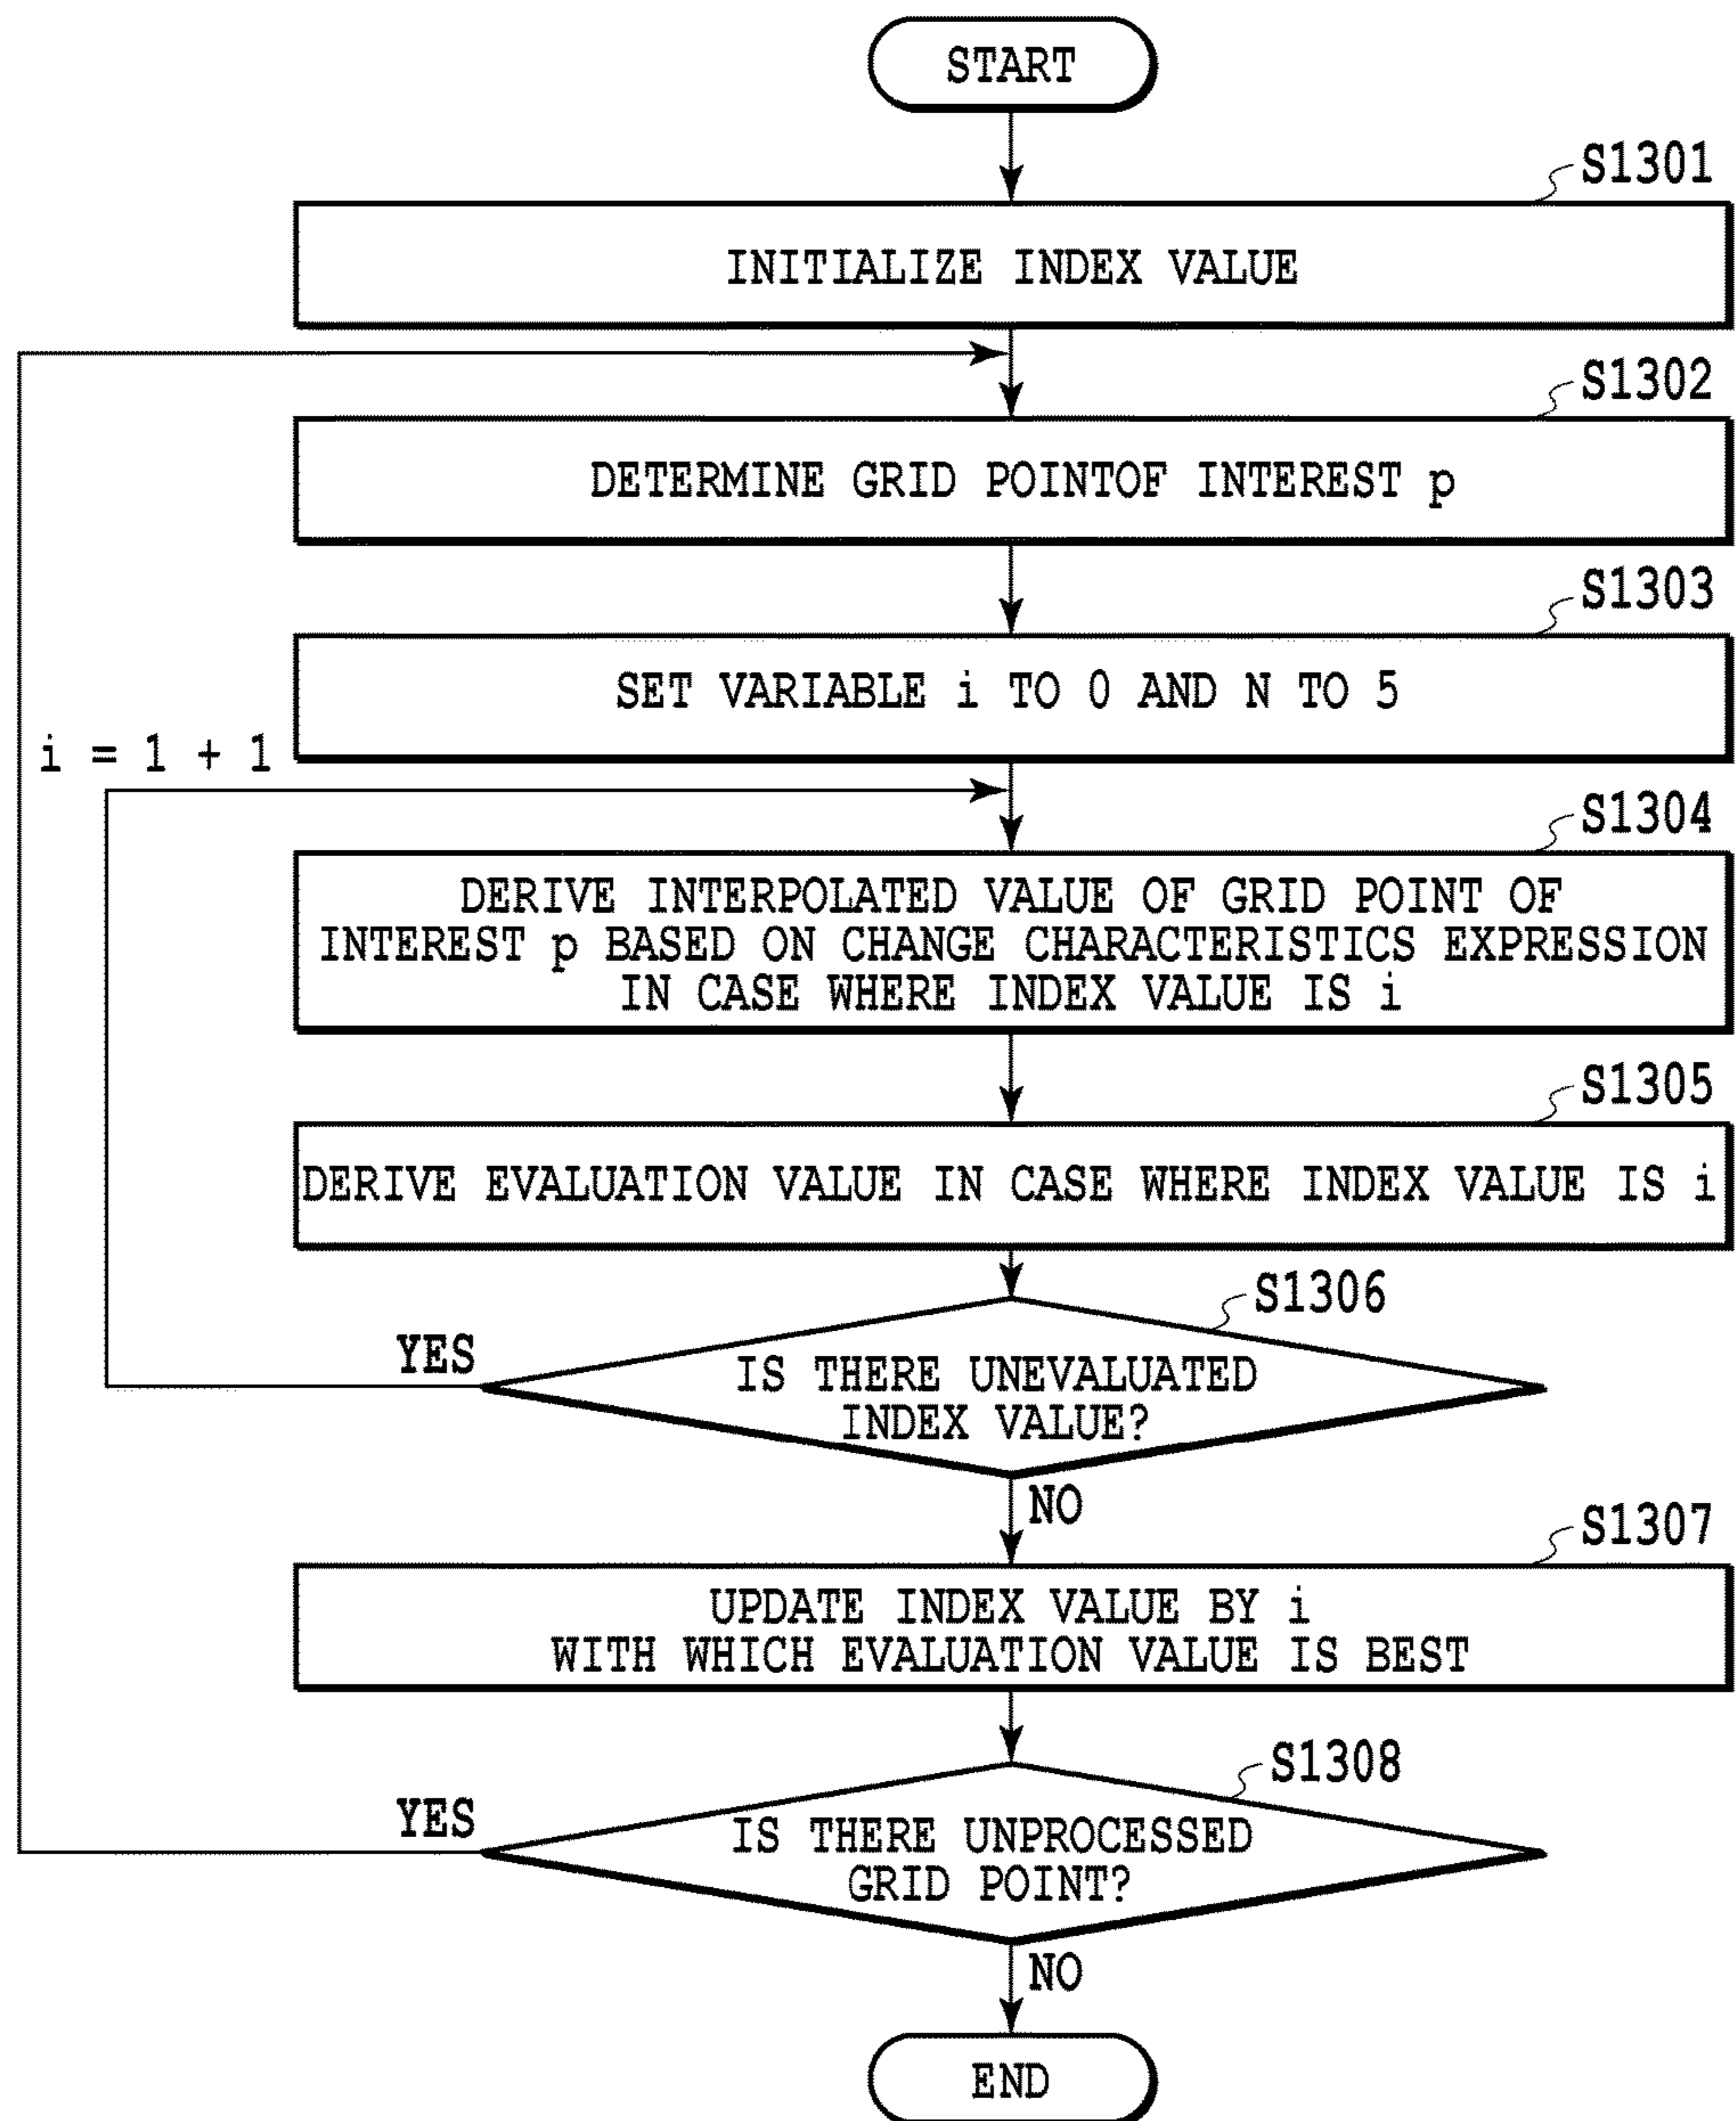 START
S1301
INITIALIZE INDEX VALUE
S1302
DETERMINE GRID POINTOF INTEREST p
S1303
SET VARIABLE i TO 0 AND N TO 5
i = 1 + 1
S1304
DERIVE INTERPOLATED VALUE OF GRID POINT OF
INTEREST p BASED ON CHANGE CHARACTERISTICS EXPRESSION
IN CASE WHERE INDEX VALUE IS i
S1305
DERIVE EVALUATION VALUE IN CASE WHERE INDEX VALUE IS i
S1306
YES
IS THERE UNEVALUATED
INDEX VALUE?
NO
S1307
UPDATE INDEX VALUE BY i
WITH WHICH EVALUATION VALUE IS BEST
S1308
YES
IS THERE UNPROCESSED
GRID POINT?
NO
END